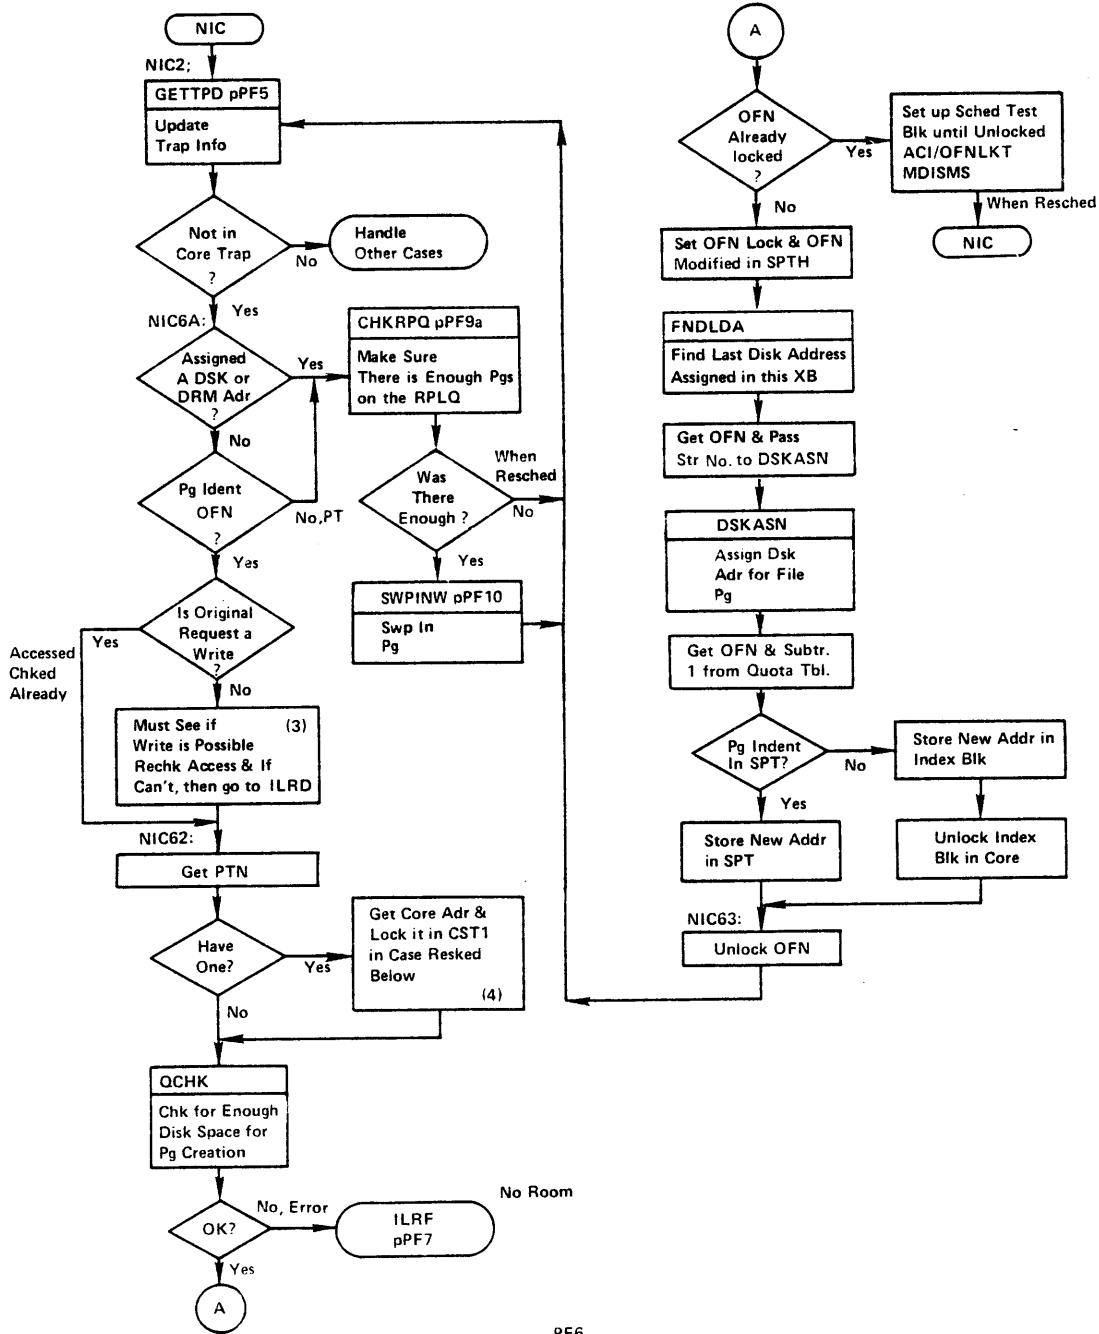 NIC
NIC2;
GETTPD pPF5
Update
Trap Info
Not in
Core Trap
?
No
Handle
Other Cases
Yes
NIC6A:
Assigned
A DSK or
DRM Adr
?
Yes
No
CHKRPQ pPF9a
Make Sure
There is Enough Pgs
on the RPLQ
Pg Ident
OFN
?
No,PT
Yes
Was
There
Enough ?
When
Resched
No
Yes
SWPINW pPF10
Swp In
Pg
Is Original
Request a
Write
?
Yes
Accessed
Chked
Already
No
Must See if (3)
Write is Possible
Rechk Access & If
Can't, then go to ILRD
NIC62:
Get PTN
Have
One?
Yes
No
Get Core Adr &
Lock it in CST1
in Case Resked
Below
(4)
QCHK
Chk for Enough
Disk Space for
Pg Creation
OK?
No, Error
No Room
ILRF
pPF7
Yes
A
A
OFN
Already
locked
?
Yes
Set up Sched Test
Blk until Unlocked
ACI/OFNLKT
MDISMS
When Resched
NIC
No
Set OFN Lock & OFN
Modified in SPTH
FNDLDA
Find Last Disk Address
Assigned in this XB
Get OFN & Pass
Str No. to DSKASN
DSKASN
Assign Dsk
Adr for File
Pg
Get OFN & Subtr.
1 from Quota Tbl.
Pg Indent
In SPT?
No
Store New Addr in
Index Blk
Yes
Store New Addr
in SPT
Unlock Index
Blk in Core
NIC63:
Unlock OFN
PF6